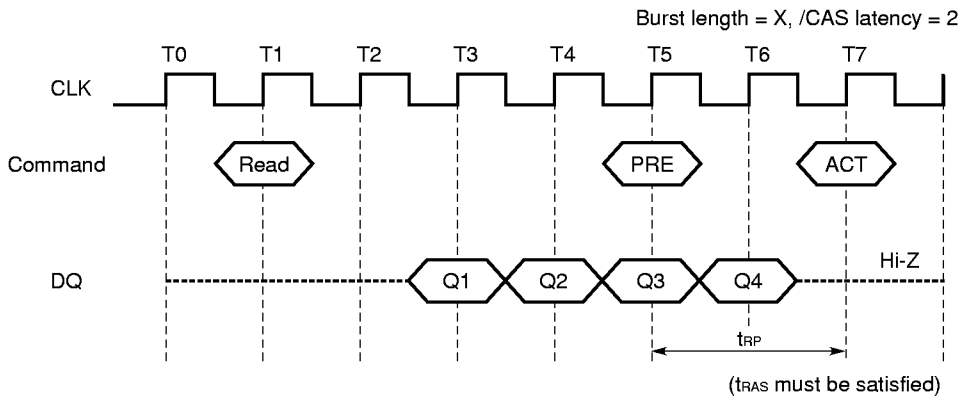 Burst length = X, /CAS latency = 2
T0 T1 T2 T3 T4 T5 T6 T7
CLK
Command Read PRE ACT
Hi-Z
DQ Q1 Q2 Q3 Q4
tRP
(tRAS must be satisfied)